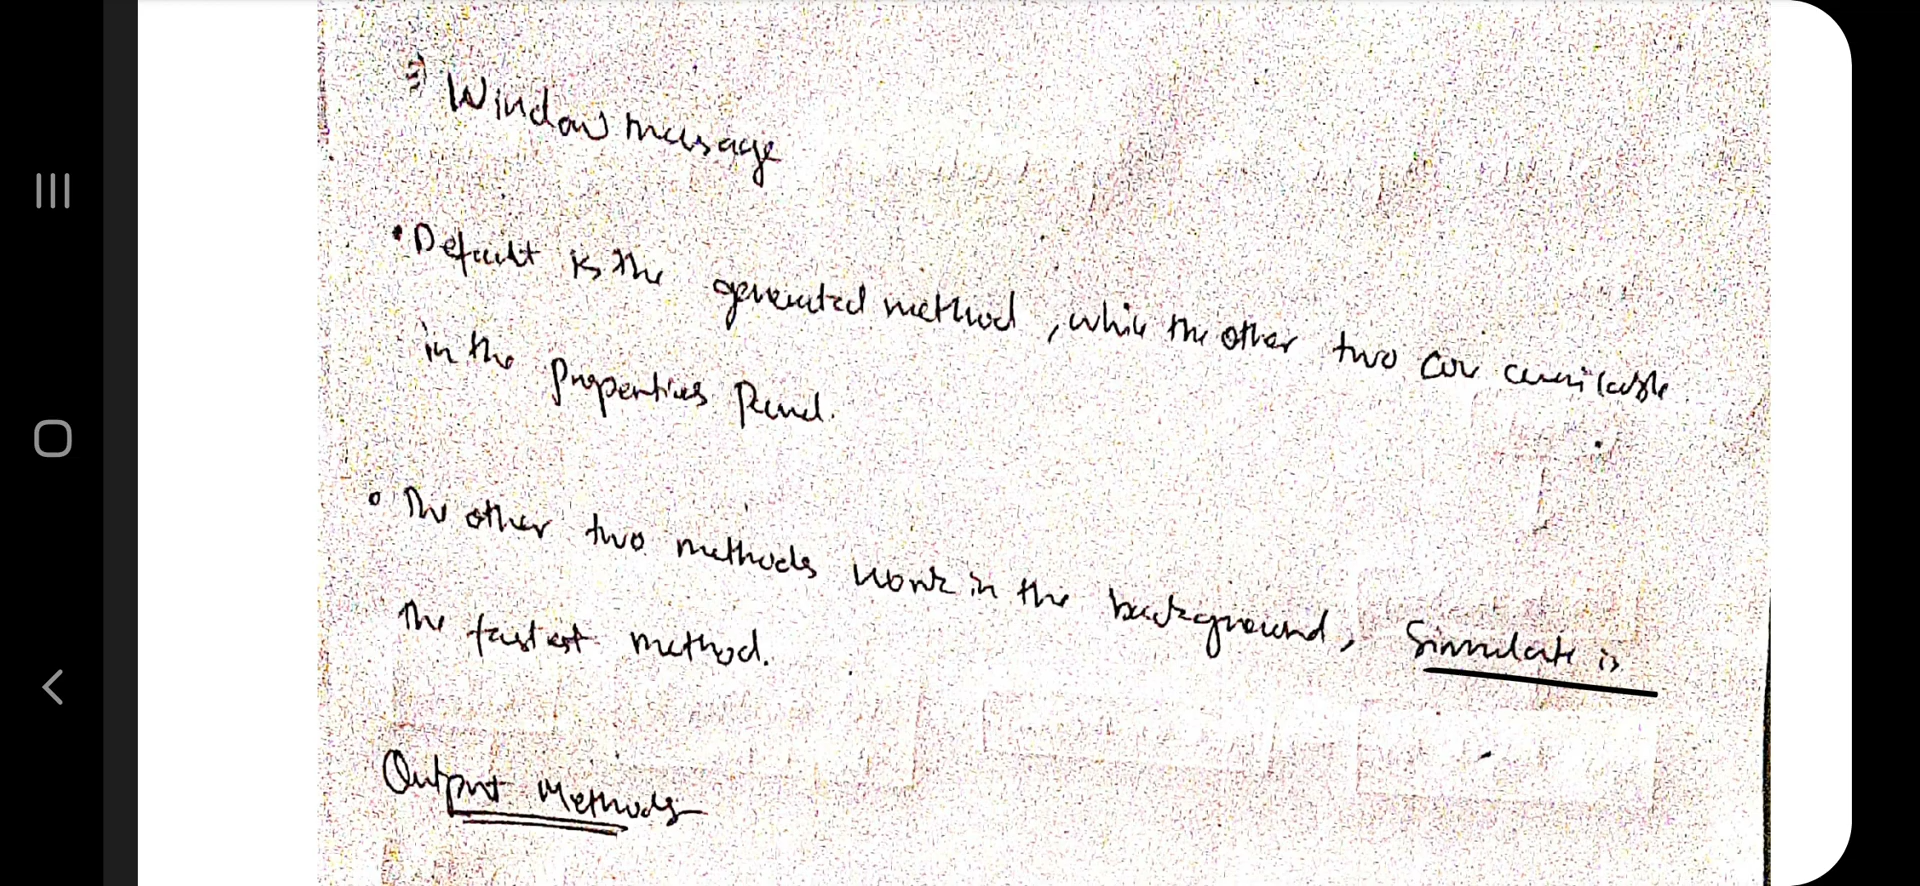 3) Window message
• Default is the generated method, while the other two are available
in the properties Panel.
• The other two methods work in the background, Simulate is
the fastest method.
Output Methods